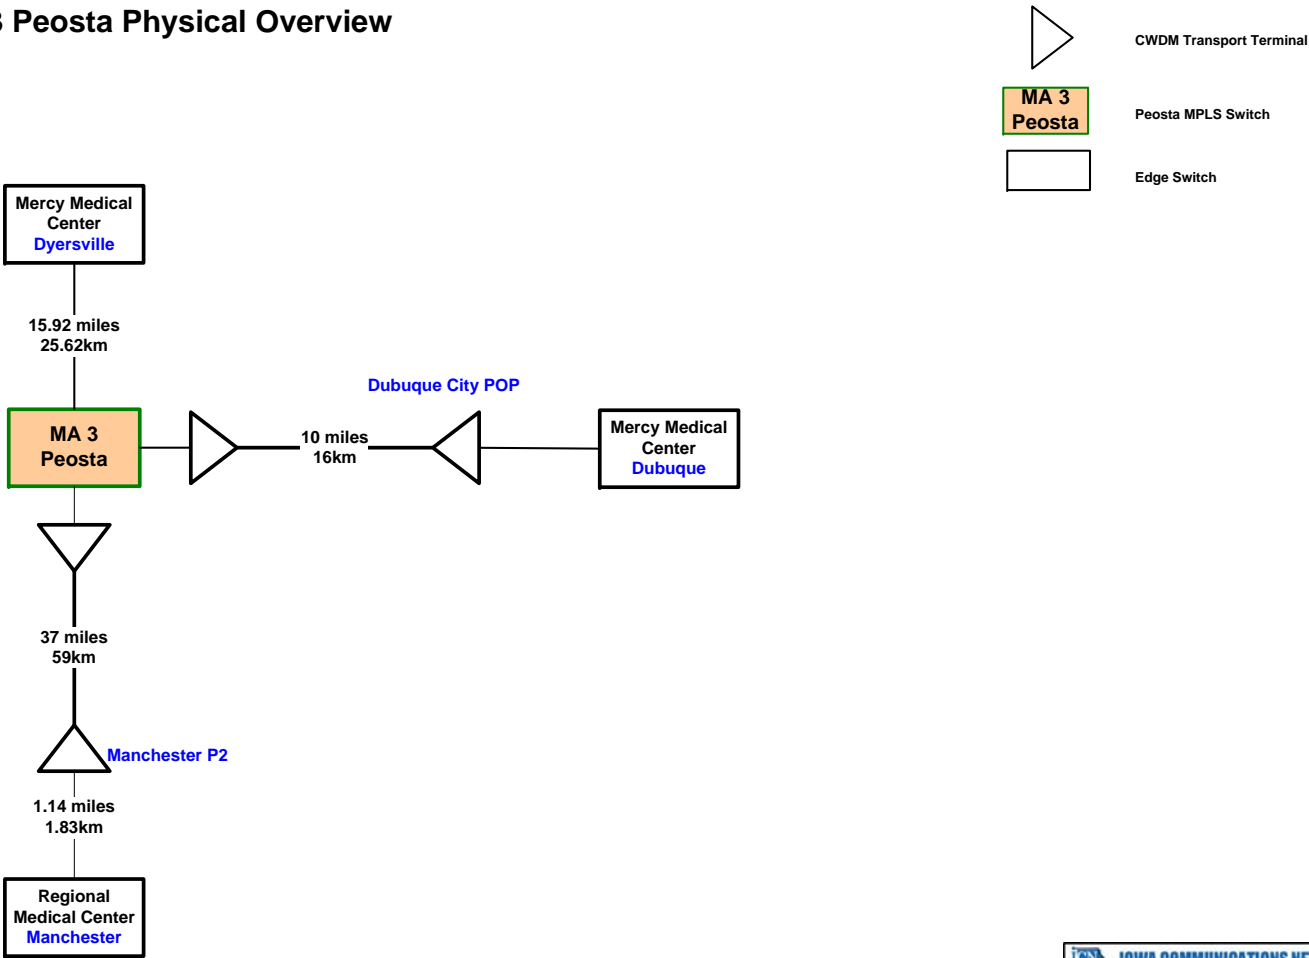 Peosta Physical Overview
CWDM Transport Terminal
MA 3
Peosta
Peosta MPLS Switch
Edge Switch
Mercy Medical
Center
Dyersville
15.92 miles
25.62km
MA 3
Peosta
10 miles
16km
Dubuque City POP
Mercy Medical
Center
Dubuque
37 miles
59km
Manchester P2
1.14 miles
1.83km
Regional
Medical Center
Manchester
IOWA COMMUNICATIONS